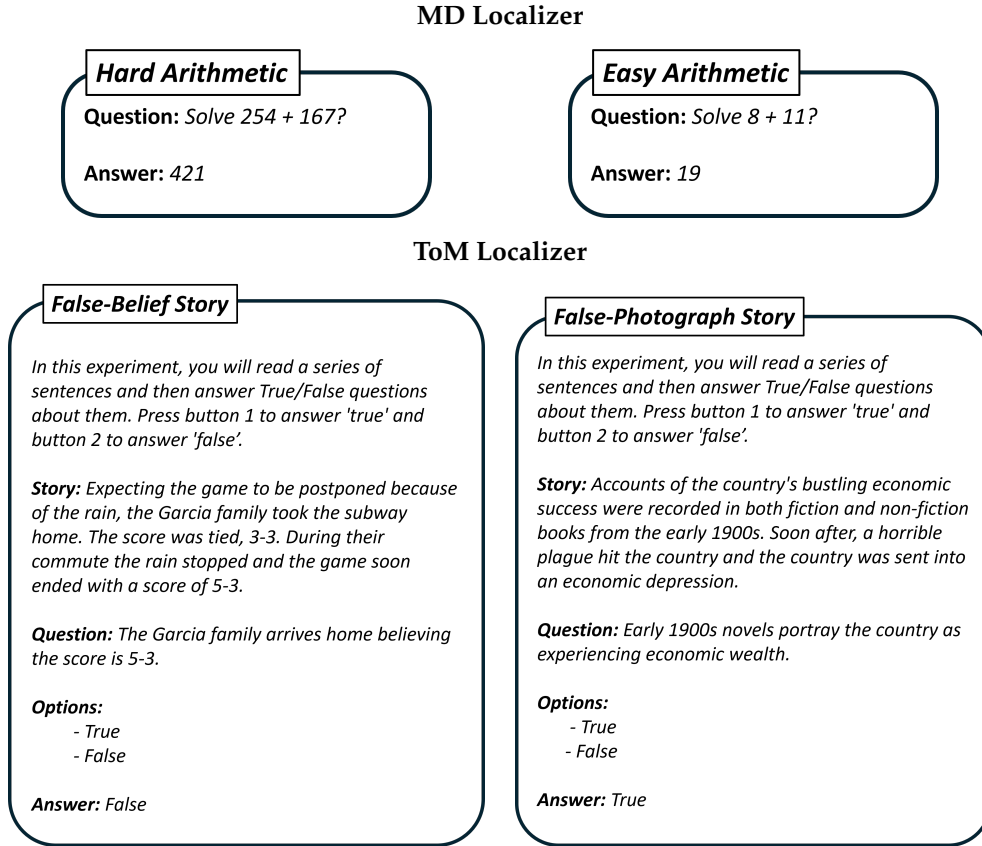 MD Localizer
Hard Arithmetic
Question: Solve 254 + 167?
Answer: 421
Easy Arithmetic
Question: Solve 8 + 11?
Answer: 19
ToM Localizer
False-Belief Story
In this experiment, you will read a series of
sentences and then answer True/False questions
about them. Press button 1 to answer 'true' and
button 2 to answer 'false’.
Story: Expecting the game to be postponed because
of the rain, the Garcia family took the subway
home. The score was tied, 3-3. During their
commute the rain stopped and the game soon
ended with a score of 5-3.
Question: The Garcia family arrives home believing
the score is 5-3.
Options:
- True
- False
Answer: False
False-Photograph Story
In this experiment, you will read a series of
sentences and then answer True/False questions
about them. Press button 1 to answer 'true' and
button 2 to answer 'false’.
Story: Accounts of the country's bustling economic
success were recorded in both fiction and non-fiction
books from the early 1900s. Soon after, a horrible
plague hit the country and the country was sent into
an economic depression.
Question: Early 1900s novels portray the country as
experiencing economic wealth.
Options:
- True
- False
Answer: True